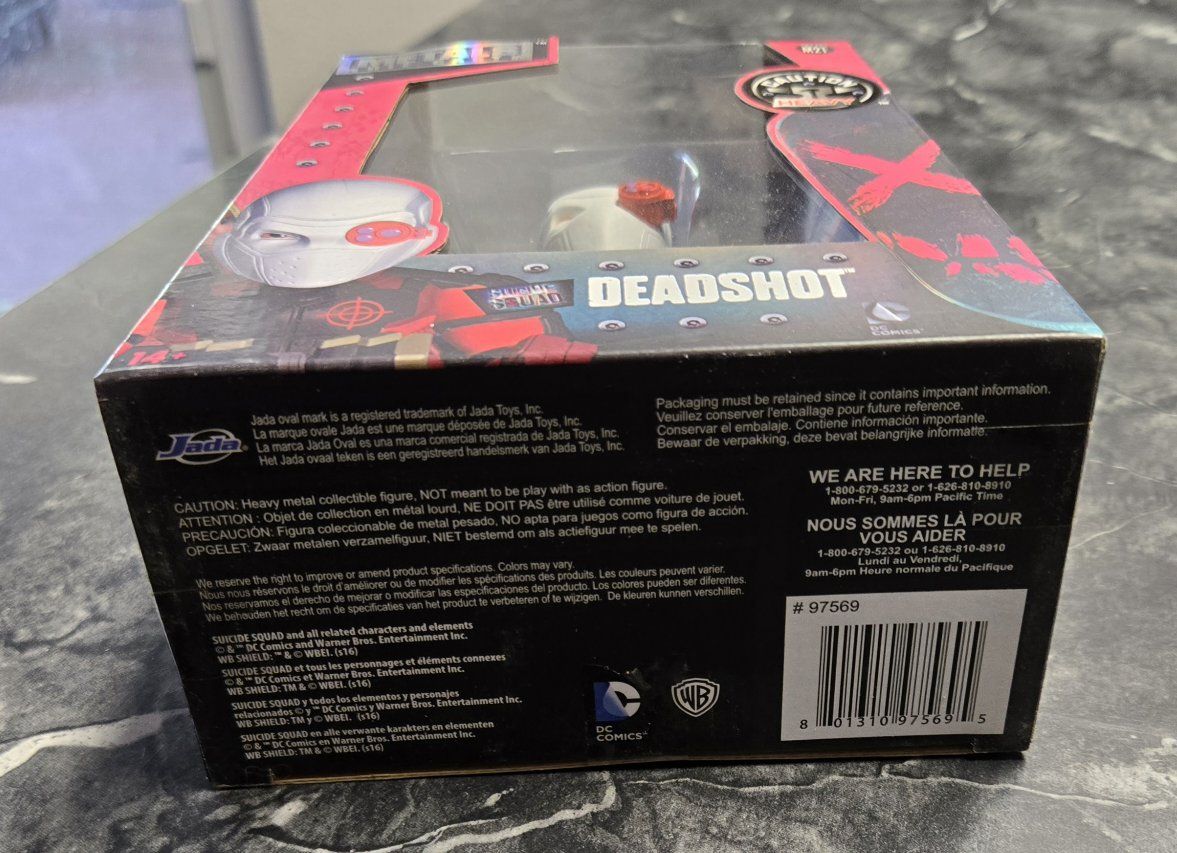 METALS
TM
M21
CAUTION
HEAVY
TM
SUICIDE
SQUAD
DEADSHOT™
DC
COMICS™
14+
Jada®
Jada oval mark is a registered trademark of Jada Toys, Inc.
La marque ovale Jada est une marque déposée de Jada Toys, Inc.
La marca Jada Oval es una marca comercial registrada de Jada Toys, Inc.
Het Jada ovaal teken is een geregistreerd handelsmerk van Jada Toys, Inc.
Packaging must be retained since it contains important information.
Veuillez conserver l'emballage pour future reference.
Conservar el embalaje. Contiene información importante.
Bewaar de verpakking, deze bevat belangrijke informatie.
CAUTION: Heavy metal collectible figure, NOT meant to be play with as action figure.
ATTENTION : Objet de collection en métal lourd, NE DOIT PAS être utilisé comme voiture de jouet.
PRECAUCIÓN: Figura coleccionable de metal pesado, NO apta para juegos como figura de acción.
OPGELET: Zwaar metalen verzamelfiguur, NIET bestemd om als actiefiguur mee te spelen.
WE ARE HERE TO HELP
1-800-679-5232 or 1-626-810-8910
Mon-Fri, 9am-6pm Pacific Time
NOUS SOMMES LÀ POUR
VOUS AIDER
1-800-679-5232 ou 1-626-810-8910
Lundi au Vendredi,
9am-6pm Heure normale du Pacifique
We reserve the right to improve or amend product specifications. Colors may vary.
Nous nous réservons le droit d'améliorer ou de modifier les spécifications des produits. Les couleurs peuvent varier.
Nos reservamos el derecho de mejorar o modificar las especificaciones del producto. Los colores pueden ser diferentes.
We behouden het recht om de specificaties van het product te verbeteren of te wijzigen. De kleuren kunnen verschillen.
SUICIDE SQUAD and all related characters and elements
© & ™ DC Comics and Warner Bros. Entertainment Inc.
WB SHIELD: ™ & © WBEI. (s16)
SUICIDE SQUAD et tous les personnages et éléments connexes
© & ™ DC Comics et Warner Bros. Entertainment Inc.
WB SHIELD: TM & © WBEI. (s16)
SUICIDE SQUAD y todos los elementos y personajes
relacionados © y ™ DC Comics y Warner Bros. Entertainment Inc.
WB SHIELD: TM y © WBEI. (s16)
SUICIDE SQUAD en alle verwante karakters en elementen
© & ™ DC Comics en Warner Bros. Entertainment Inc.
WB SHIELD: TM & © WBEI. (s16)
DC
COMICS™
WB
# 97569
8 01310 97569 5